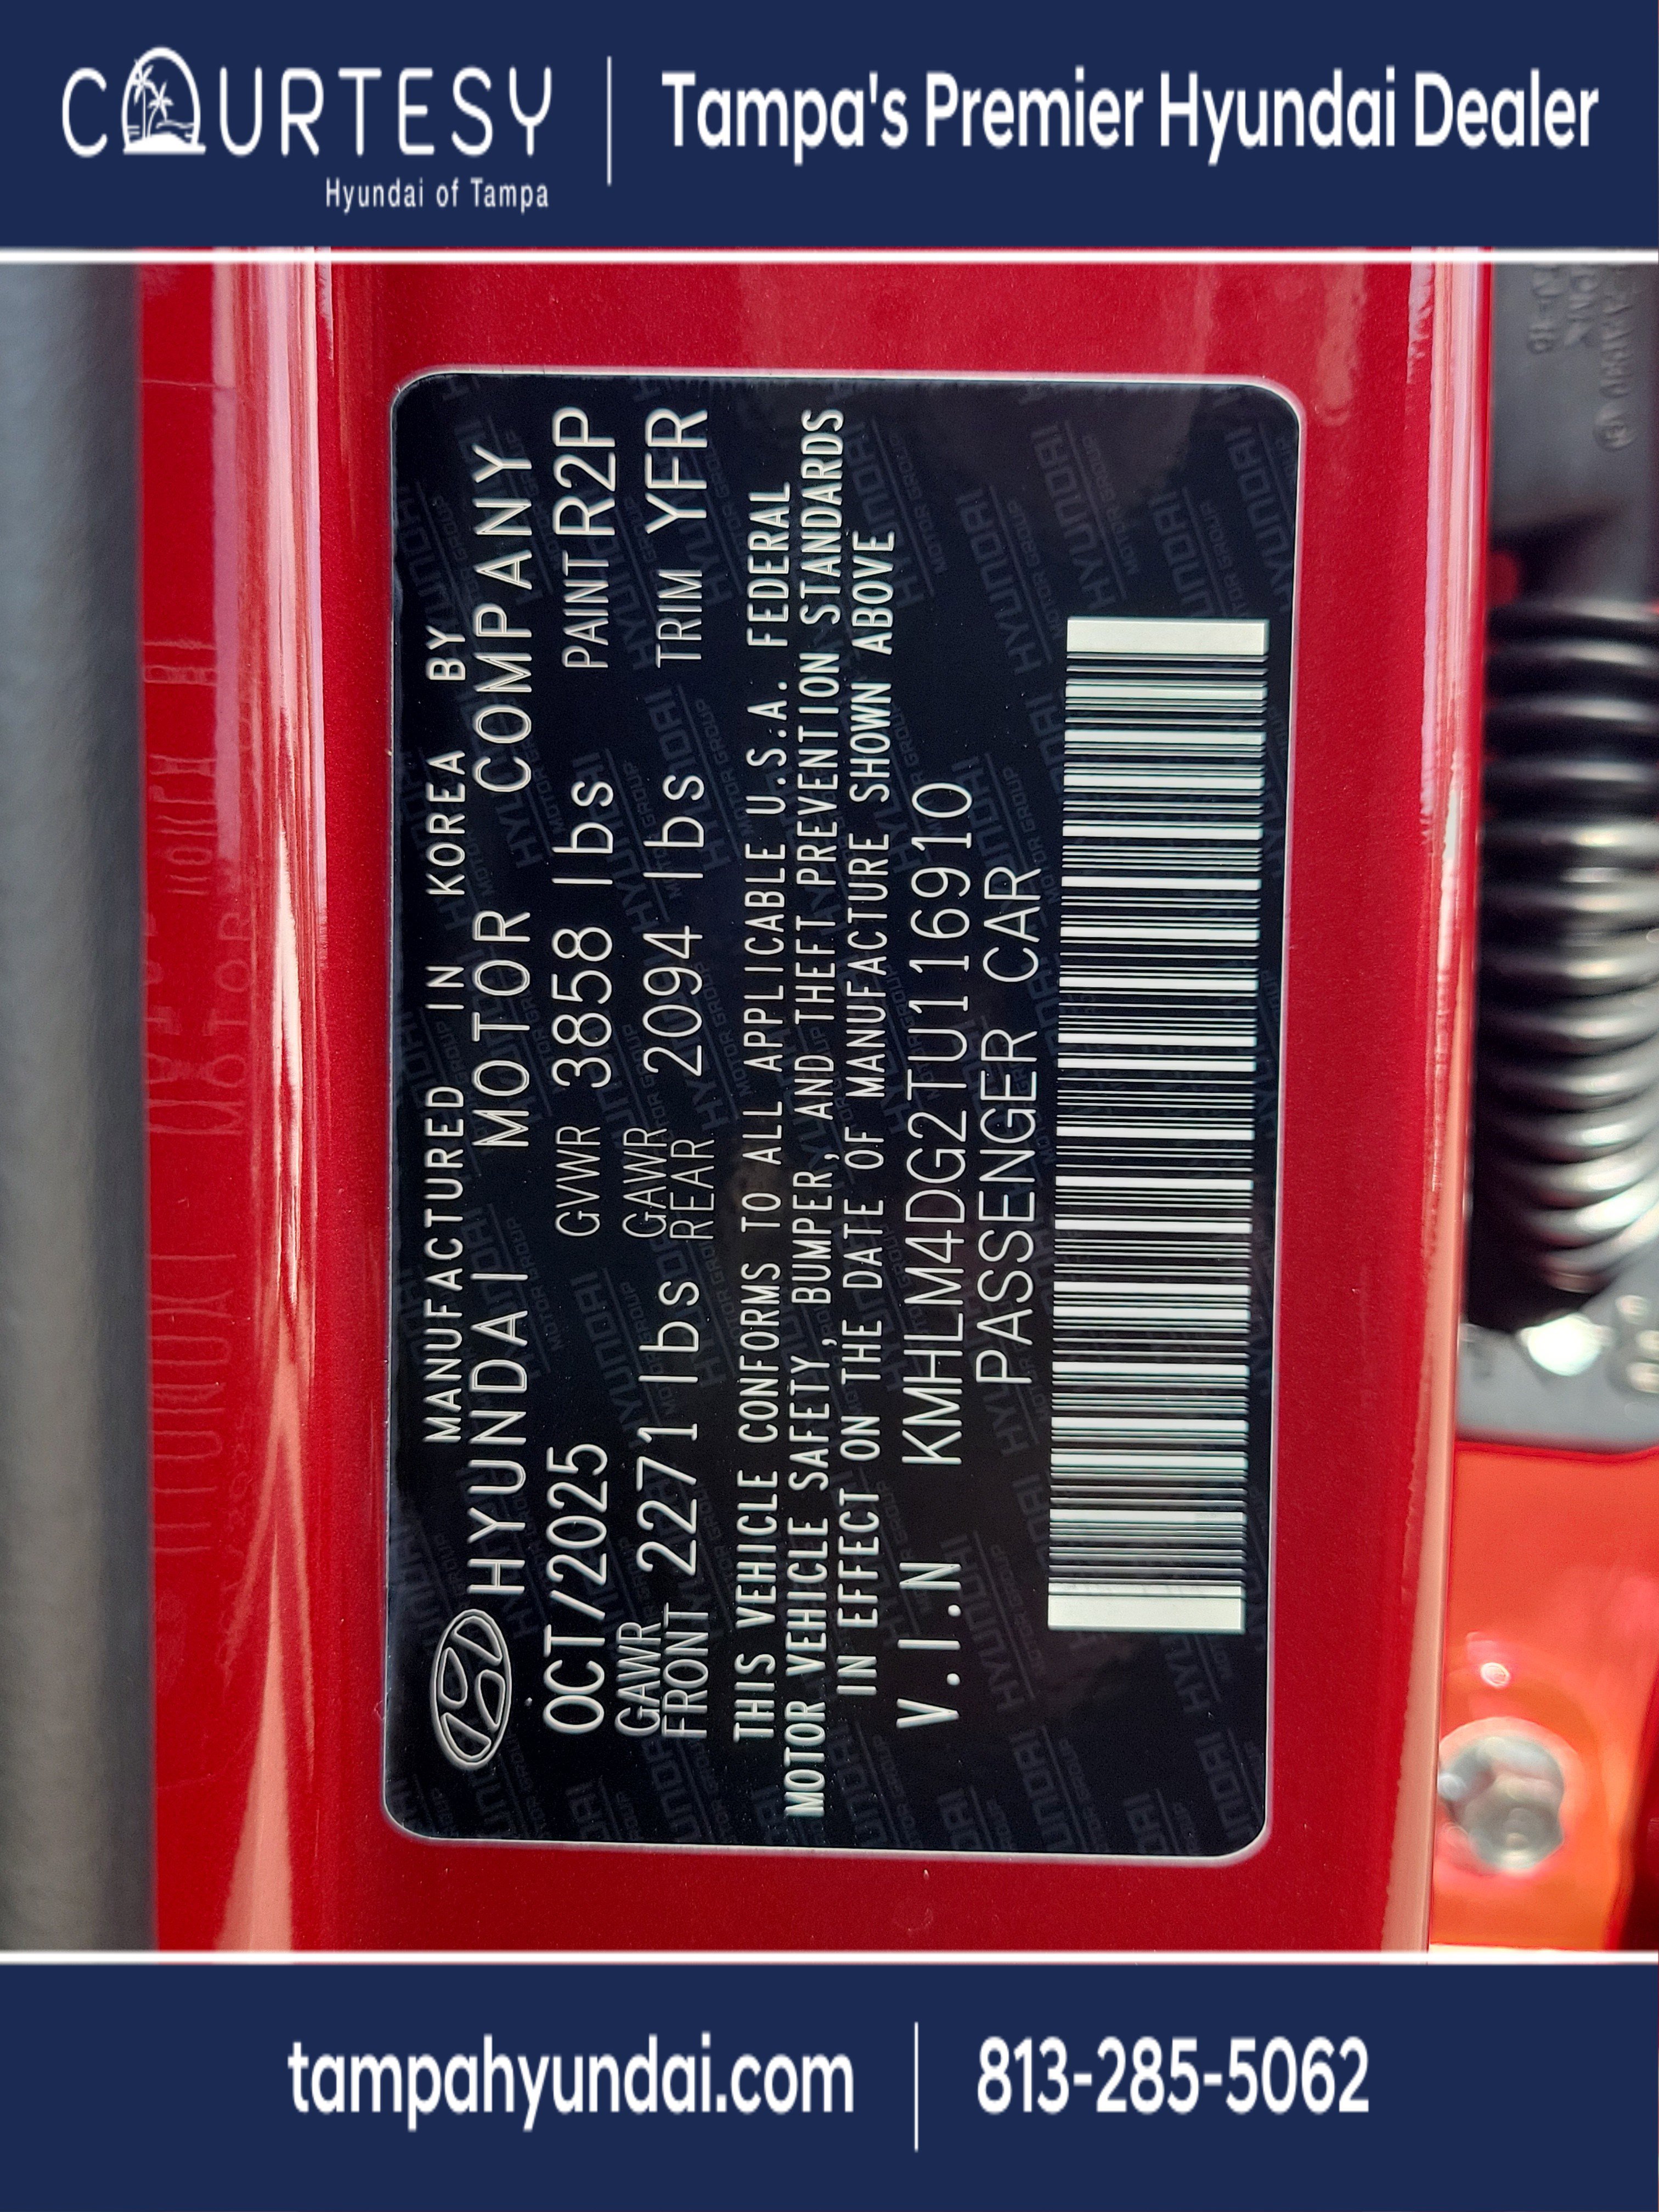 COURTESY
Hyundai of Tampa
Tampa's Premier Hyundai Dealer
MANUFACTURED IN KOREA BY
HYUNDAI MOTOR COMPANY
OCT/2025 GVWR 3858 lbs PAINT R2P
GAWR FRONT 2271 lbs GAWR REAR 2094 lbs TRIM YFR
THIS VEHICLE CONFORMS TO ALL APPLICABLE U.S.A. FEDERAL
MOTOR VEHICLE SAFETY, BUMPER, AND THEFT PREVENTION STANDARDS
IN EFFECT ON THE DATE OF MANUFACTURE SHOWN ABOVE
V.I.N KMHLM4DG2TU116910
PASSENGER CAR
tampahyundai.com
813-285-5062